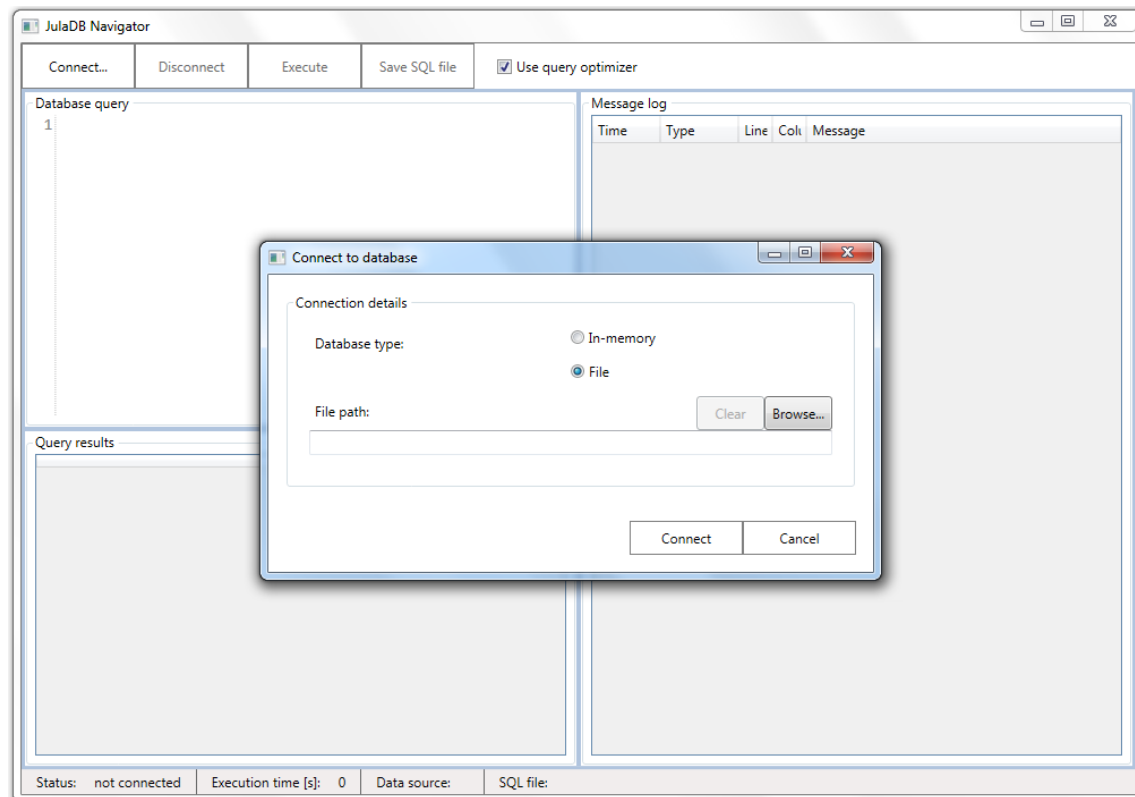 JulaDB Navigator
Connect... Disconnect Execute Save SQL file Use query optimizer
Database query
1
Message log
Time Type Line Colu Message
Connect to database
Connection details
Database type:
In-memory
File
File path:
Clear Browse...
Connect Cancel
Query results
Status: not connected Execution time [s]: 0 Data source: SQL file: